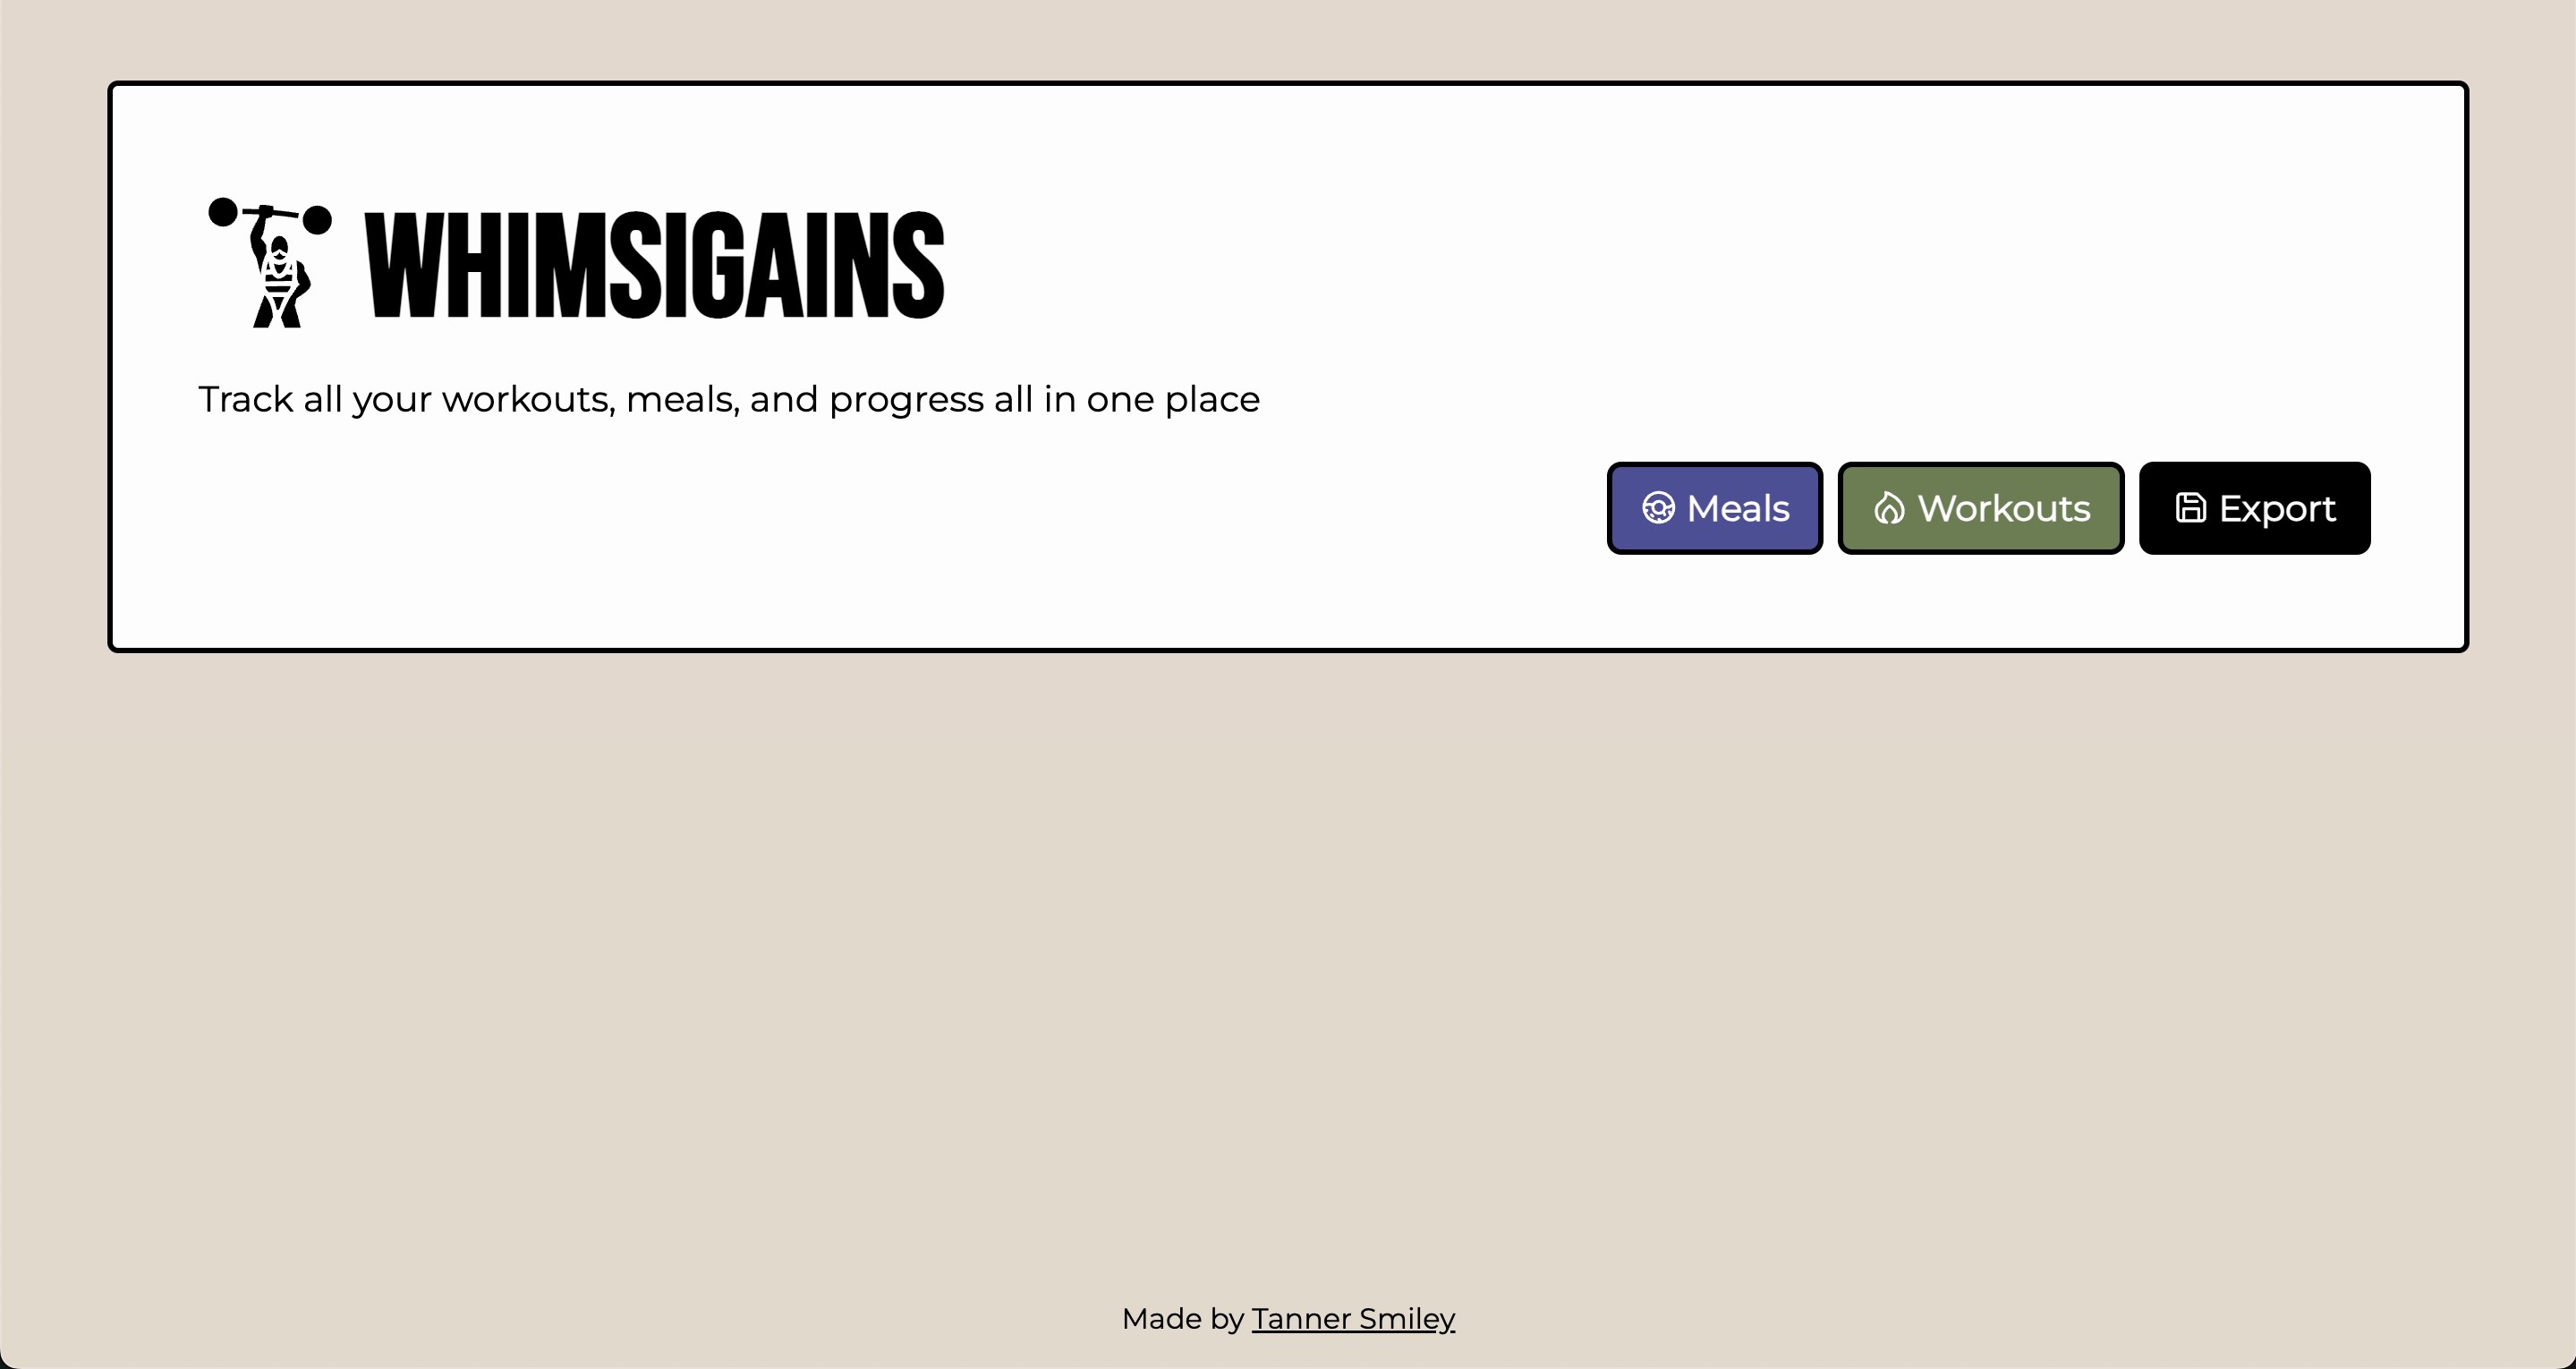 WHIMSIGAINS
Track all your workouts, meals, and progress all in one place
Meals
Workouts
Export
Made by Tanner Smiley